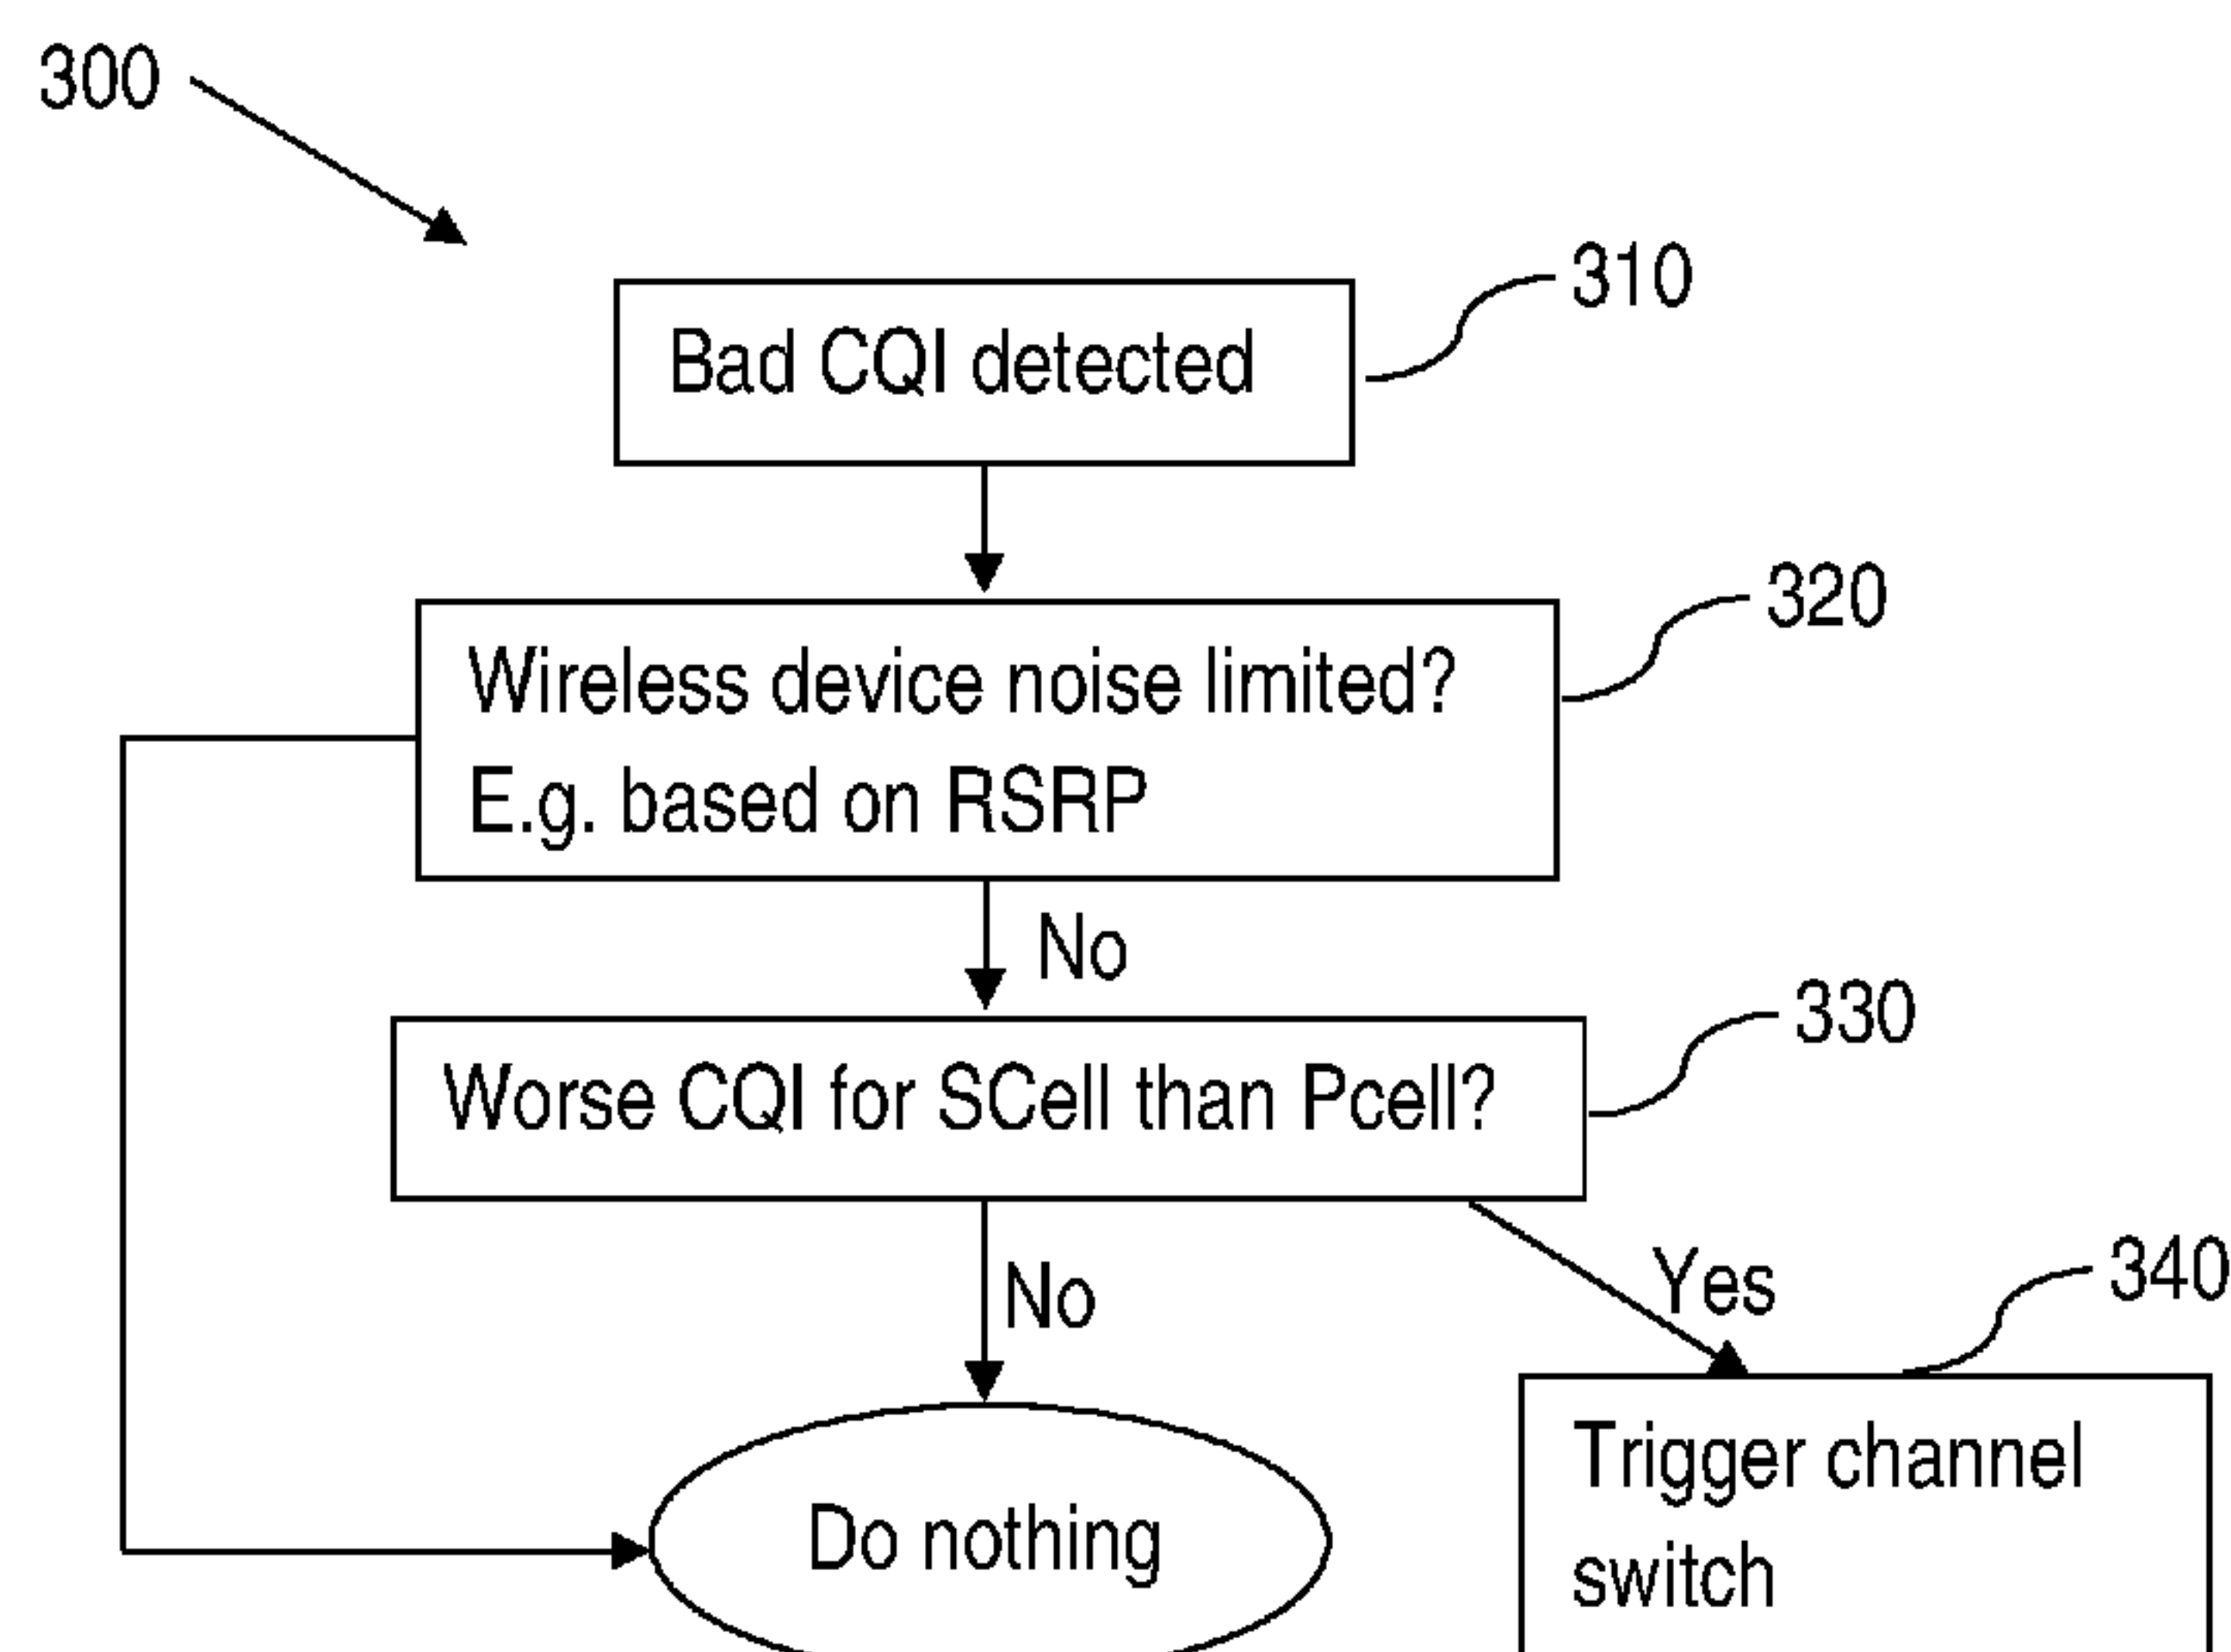 300
310
Bad CQI detected
320
Wireless device noise limited?
E.g. based on RSRP
No
330
Worse CQI for SCell than Pcell?
340
Yes
No
Trigger channel
switch
Do nothing